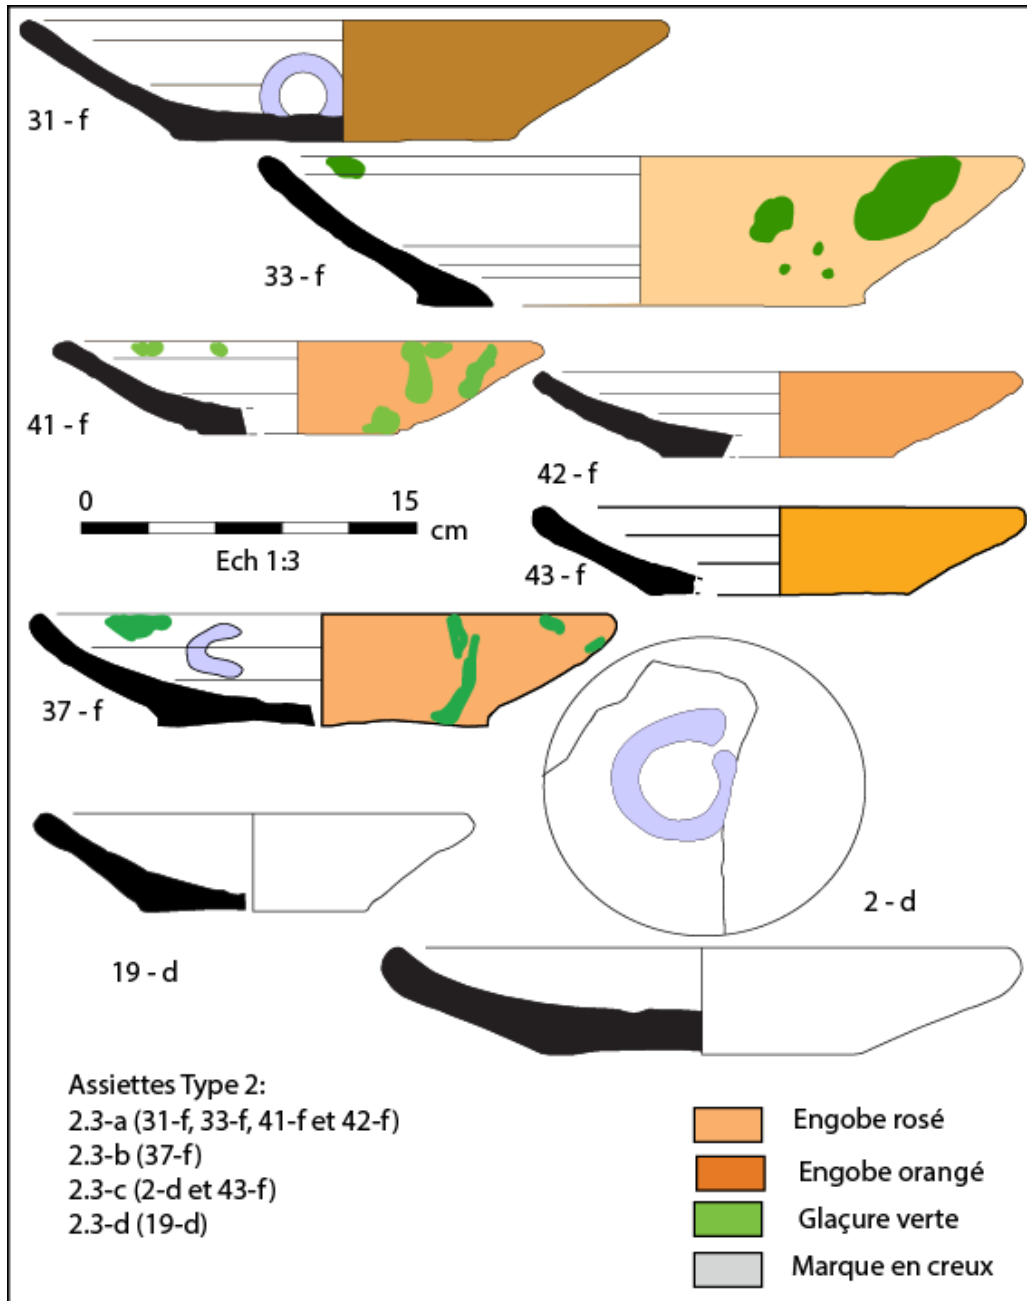 31 - f
33 - f
41 - f
42 - f
0 15
cm
Ech 1:3
43 - f
37 - f
2 - d
19 - d
Assiettes Type 2:
2.3-a (31-f, 33-f, 41-f et 42-f)
2.3-b (37-f)
2.3-c (2-d et 43-f)
2.3-d (19-d)
Engobe rosé
Engobe orangé
Glaçure verte
Marque en creux